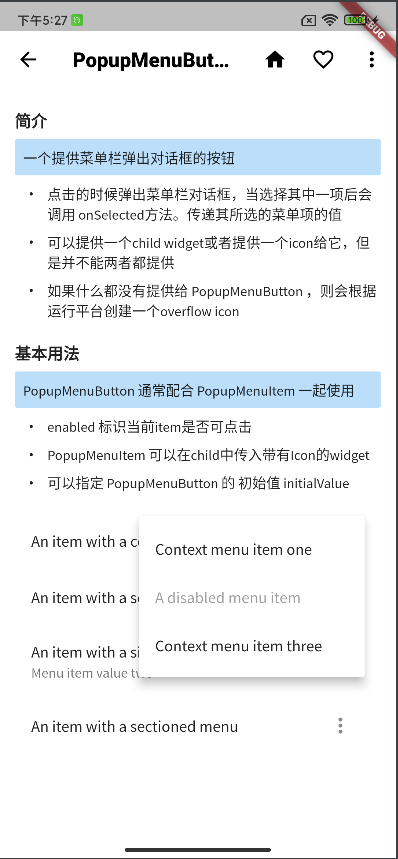 下午5:27
100
DEBUG
PopupMenuBut...
简介
一个提供菜单栏弹出对话框的按钮
• 点击的时候弹出菜单栏对话框，当选择其中一项后会
调用 onSelected方法。传递其所选的菜单项的值
• 可以提供一个child widget或者提供一个icon给它，但
是并不能两者都提供
• 如果什么都没有提供给 PopupMenuButton ，则会根据
运行平台创建一个overflow icon
基本用法
PopupMenuButton 通常配合 PopupMenuItem 一起使用
• enabled 标识当前item是否可点击
• PopupMenuItem 可以在child中传入带有Icon的widget
• 可以指定 PopupMenuButton 的 初始值 initialValue
An item with a co
Context menu item one
An item with a se
A disabled menu item
An item with a si
Context menu item three
Menu item value tw
An item with a sectioned menu